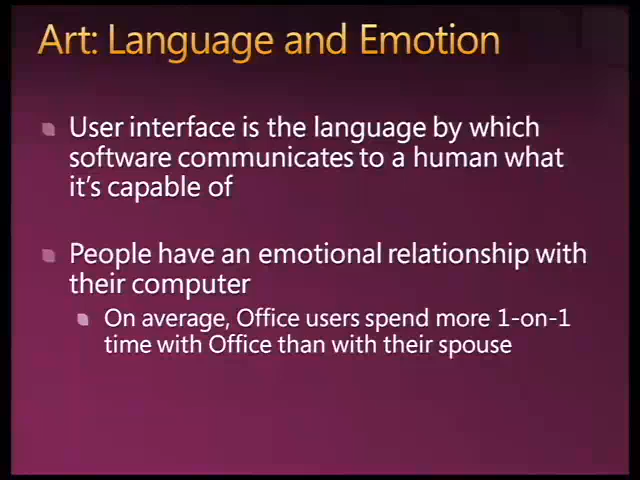 Art: Language and Emotion
User interface is the language by which
software communicates to a human what
it's capable of
People have an emotional relationship with
their computer
On average, Office users spend more 1-on-1
time with Office than with their spouse